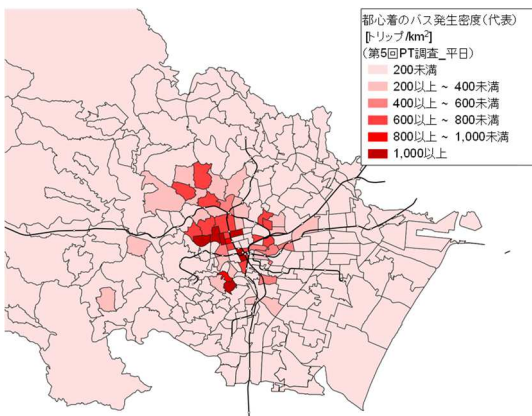 都心着のバス発生密度(代表)
[トリップ/km²]
(第5回PT調査_平日)
200未満
200以上 ~ 400未満
400以上 ~ 600未満
600以上 ~ 800未満
800以上 ~ 1,000未満
1,000以上